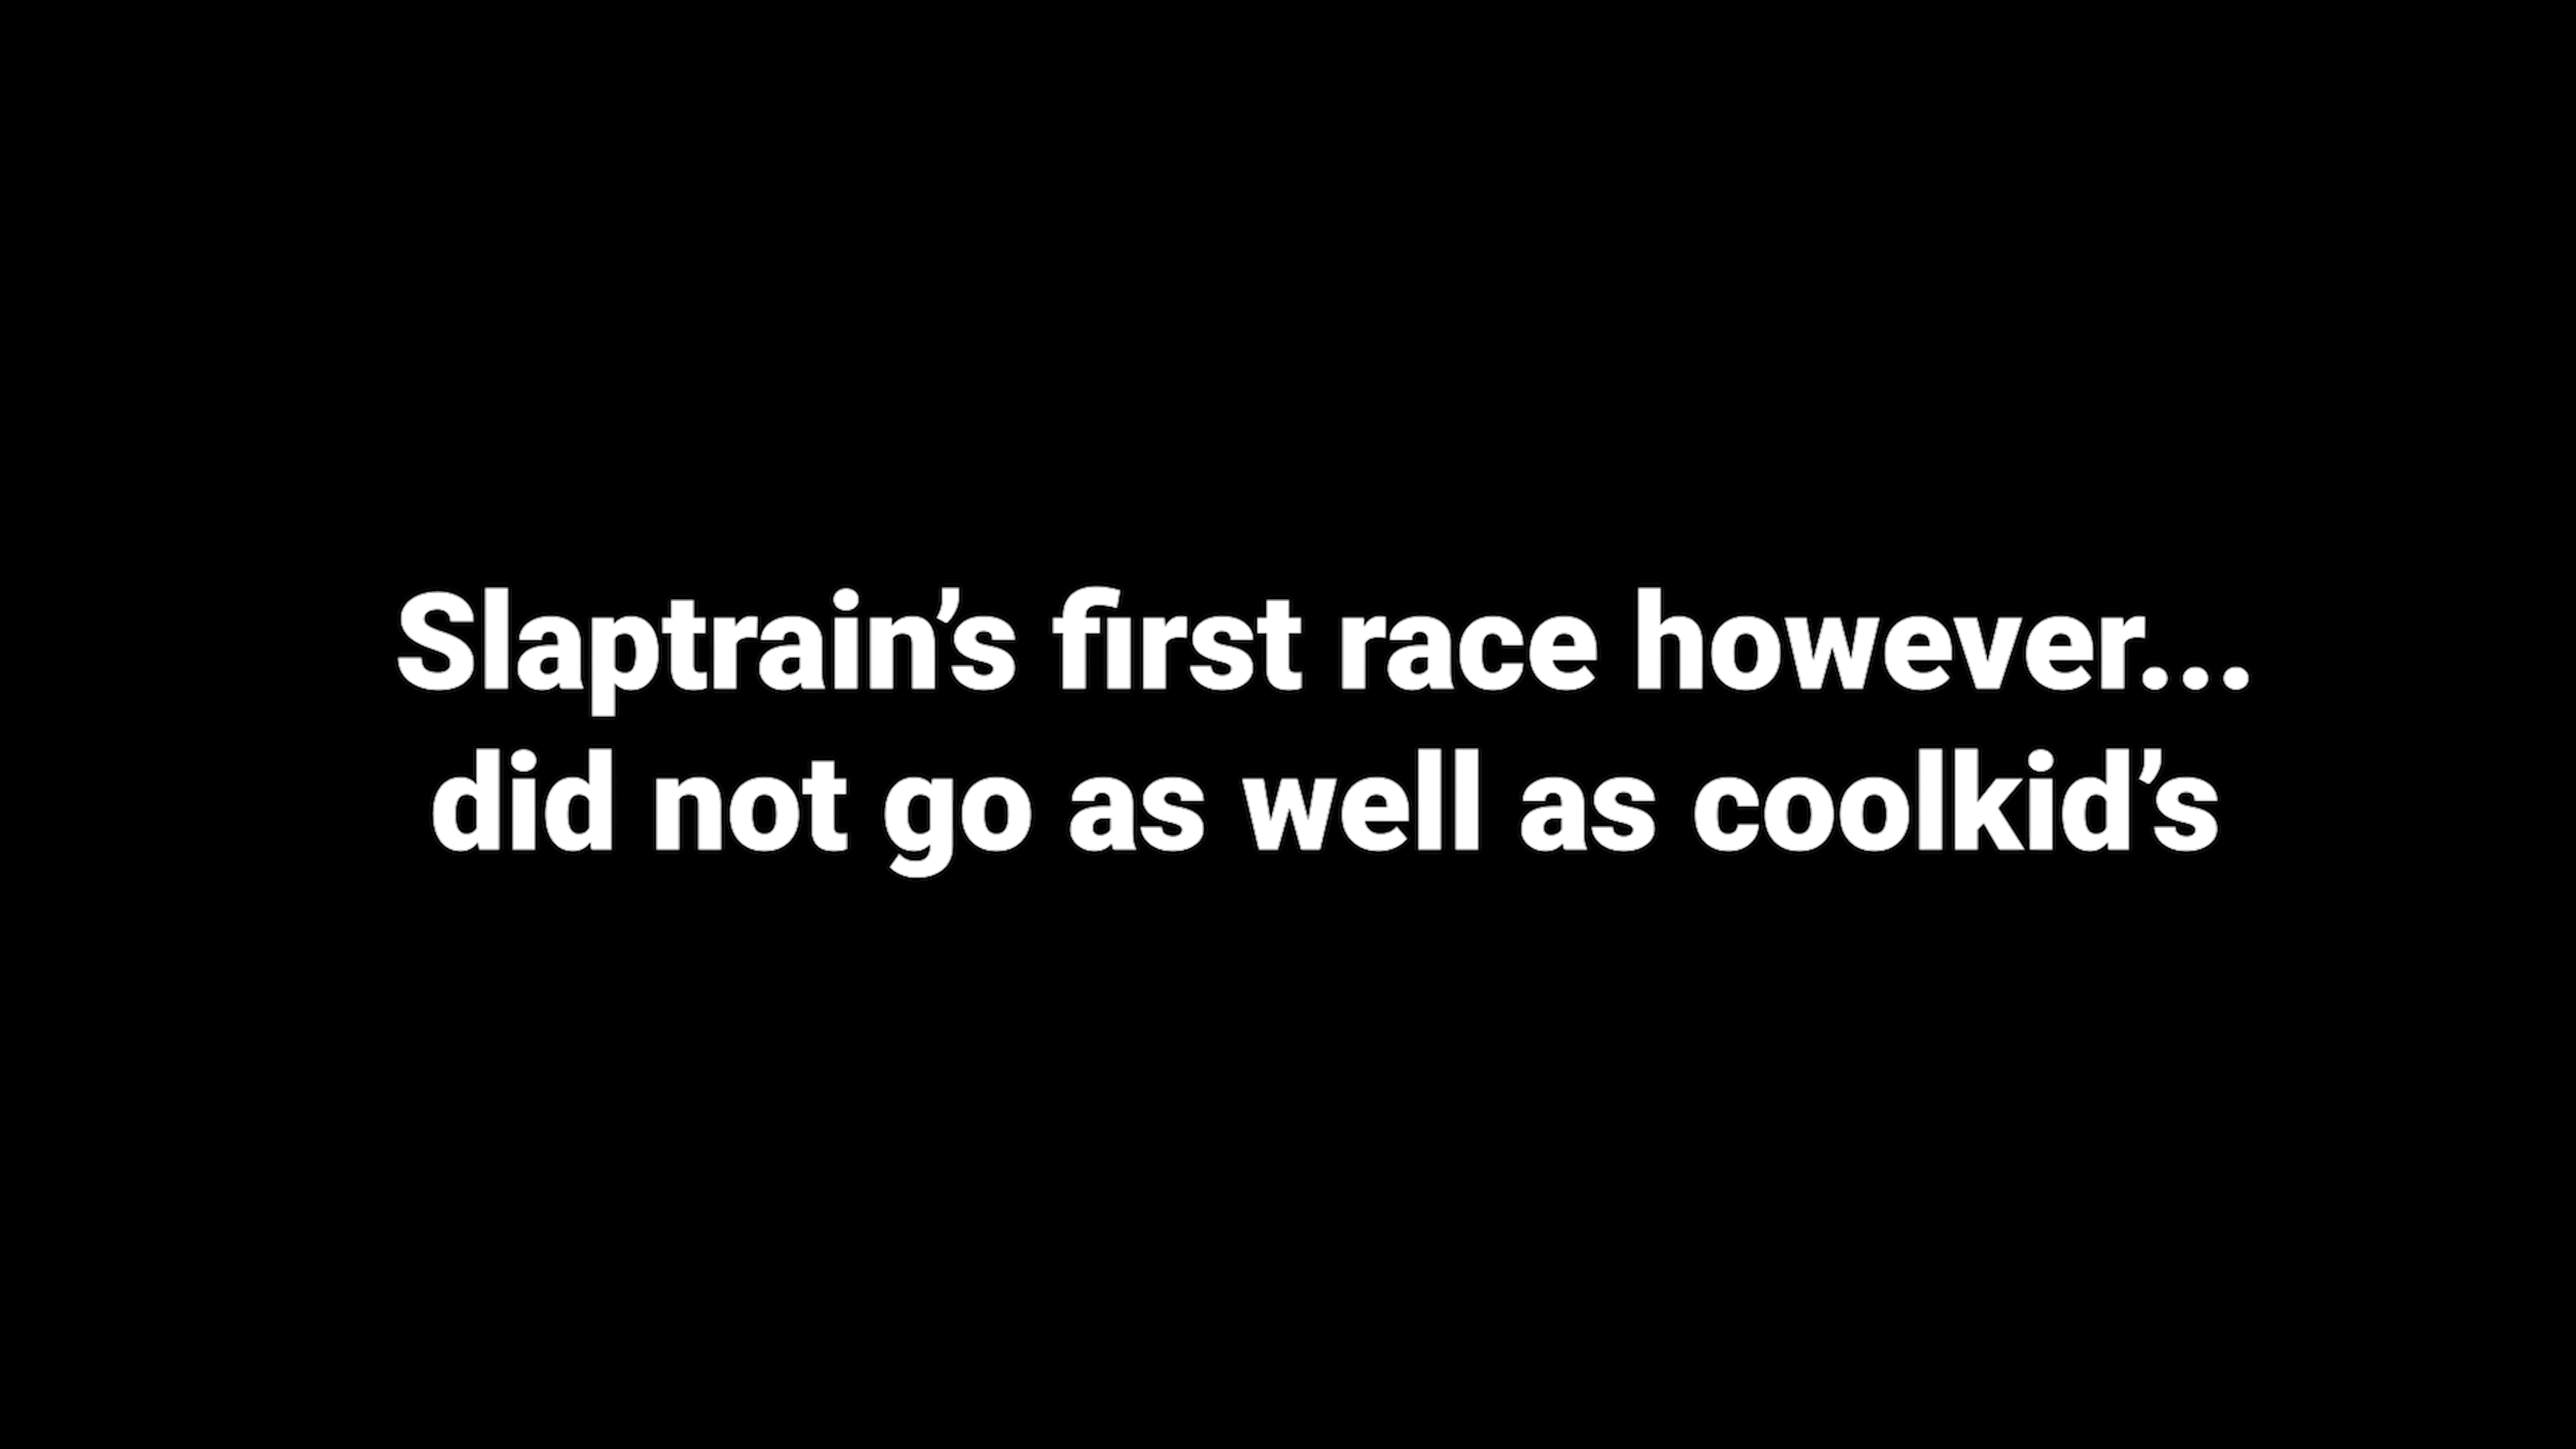 Slaptrain’s first race however...
did not go as well as coolkid’s